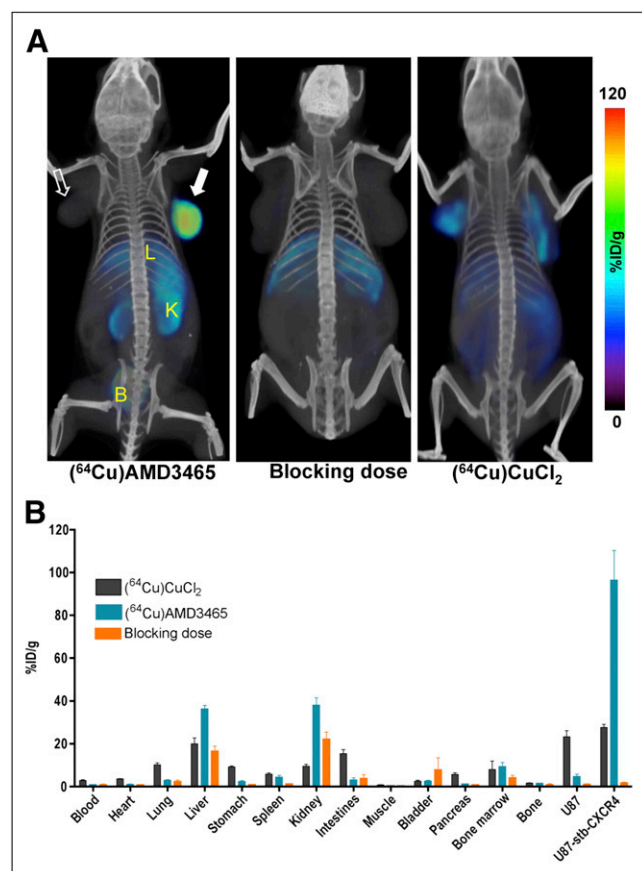 A
120
%ID/g
0
L
K
B
(⁶⁴Cu)AMD3465
Blocking dose
(⁶⁴Cu)CuCl₂
B
120
100
80
60
40
20
0
%ID/g
(⁶⁴Cu)CuCl₂
(⁶⁴Cu)AMD3465
Blocking dose
Blood
Heart
Lung
Liver
Stomach
Spleen
Kidney
Intestines
Muscle
Bladder
Pancreas
Bone marrow
Bone
U87
U87-stb-CXCR4